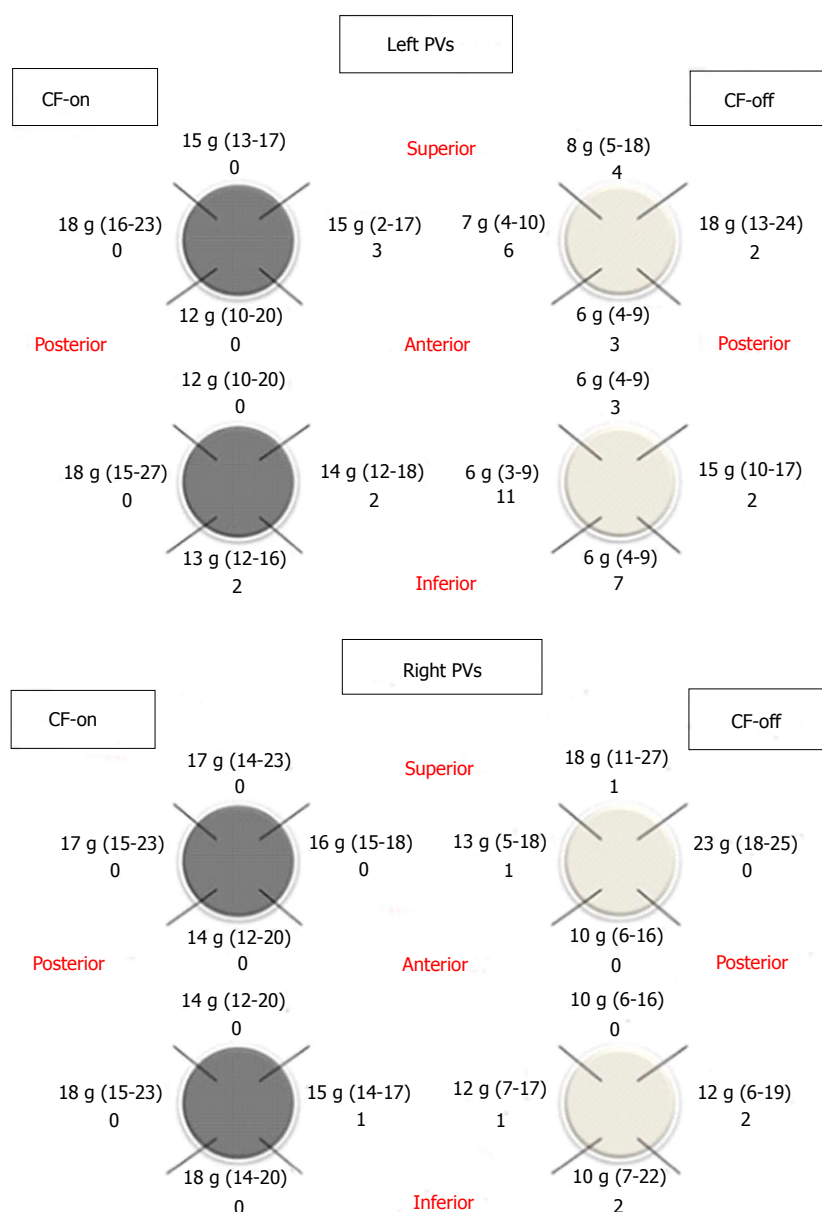 Left PVs
CF-on
CF-off
15 g (13-17)
0
Superior
8 g (5-18)
4
18 g (16-23)
0
15 g (2-17)
3
7 g (4-10)
6
18 g (13-24)
2
12 g (10-20)
0
6 g (4-9)
3
Posterior
Anterior
Posterior
12 g (10-20)
0
6 g (4-9)
3
18 g (15-27)
0
14 g (12-18)
2
6 g (3-9)
11
15 g (10-17)
2
13 g (12-16)
2
Inferior
6 g (4-9)
7
Right PVs
CF-on
CF-off
17 g (14-23)
0
Superior
18 g (11-27)
1
17 g (15-23)
0
16 g (15-18)
0
13 g (5-18)
1
23 g (18-25)
0
14 g (12-20)
0
10 g (6-16)
0
Posterior
Anterior
Posterior
14 g (12-20)
0
10 g (6-16)
0
18 g (15-23)
0
15 g (14-17)
1
12 g (7-17)
1
12 g (6-19)
2
18 g (14-20)
0
Inferior
10 g (7-22)
2